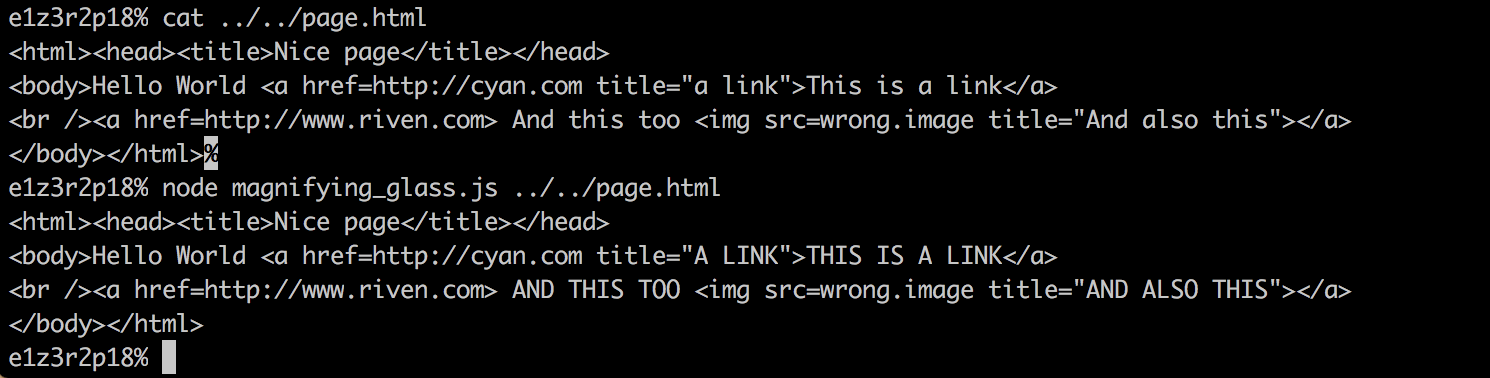 e1z3r2p18% cat ../../page.html
<html><head><title>Nice page</title></head>
<body>Hello World <a href=http://cyan.com title="a link">This is a link</a>
<br /><a href=http://www.riven.com> And this too <img src=wrong.image title="And also this"></a>
</body></html>%
e1z3r2p18% node magnifying_glass.js ../../page.html
<html><head><title>Nice page</title></head>
<body>Hello World <a href=http://cyan.com title="A LINK">THIS IS A LINK</a>
<br /><a href=http://www.riven.com> AND THIS TOO <img src=wrong.image title="AND ALSO THIS"></a>
</body></html>
e1z3r2p18%